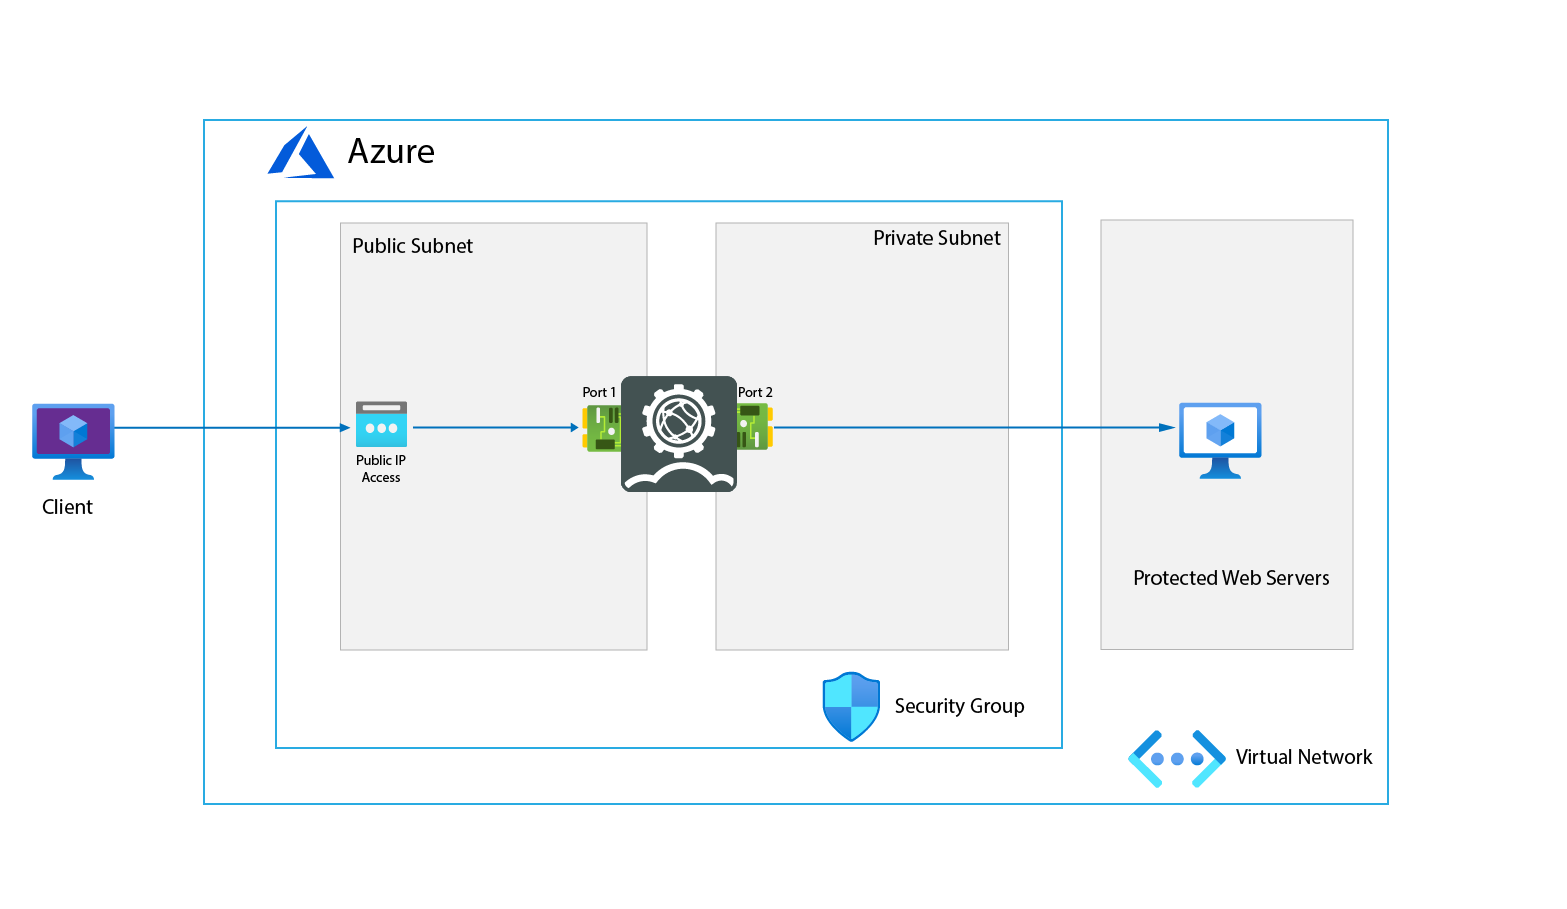 Azure
Public Subnet
Private Subnet
Port 1
Port 2
Public IP
Access
Client
Protected Web Servers
Security Group
Virtual Network